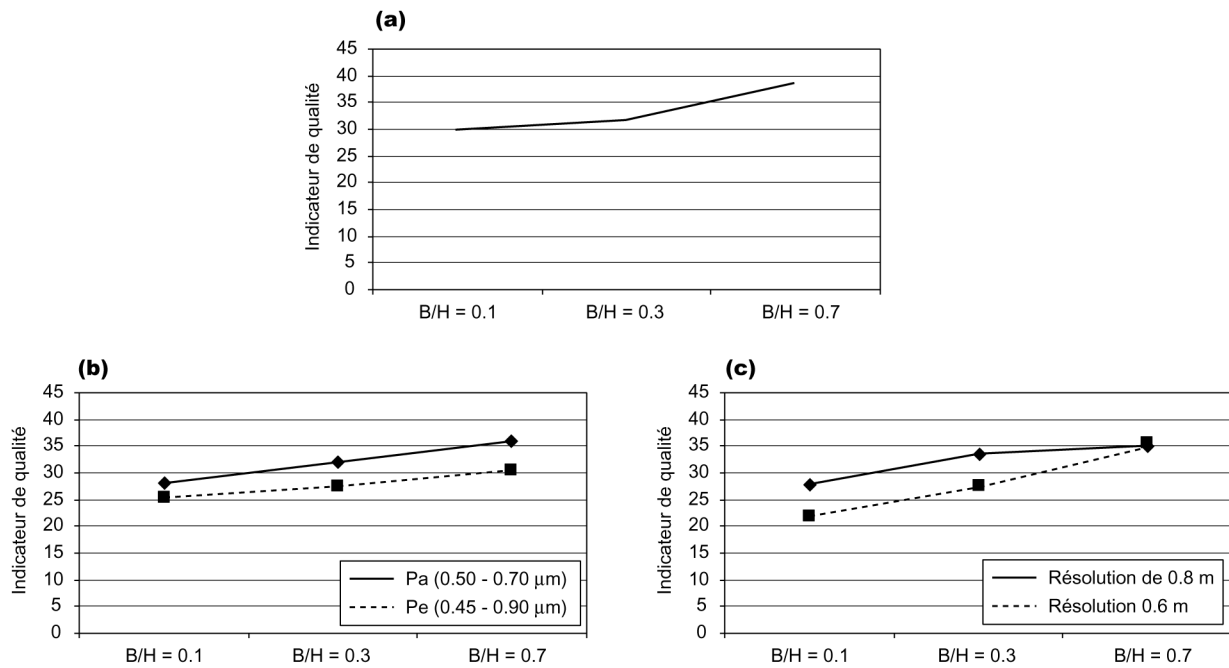 (a)
Indicateur de qualité
45
40
35
30
25
20
15
10
5
0
B/H = 0.1
B/H = 0.3
B/H = 0.7
(b)
Indicateur de qualité
45
40
35
30
25
20
15
10
5
0
Pa (0.50 - 0.70 µm)
Pe (0.45 - 0.90 µm)
B/H = 0.1
B/H = 0.3
B/H = 0.7
(c)
Indicateur de qualité
45
40
35
30
25
20
15
10
5
0
Résolution de 0.8 m
Résolution 0.6 m
B/H = 0.1
B/H = 0.3
B/H = 0.7